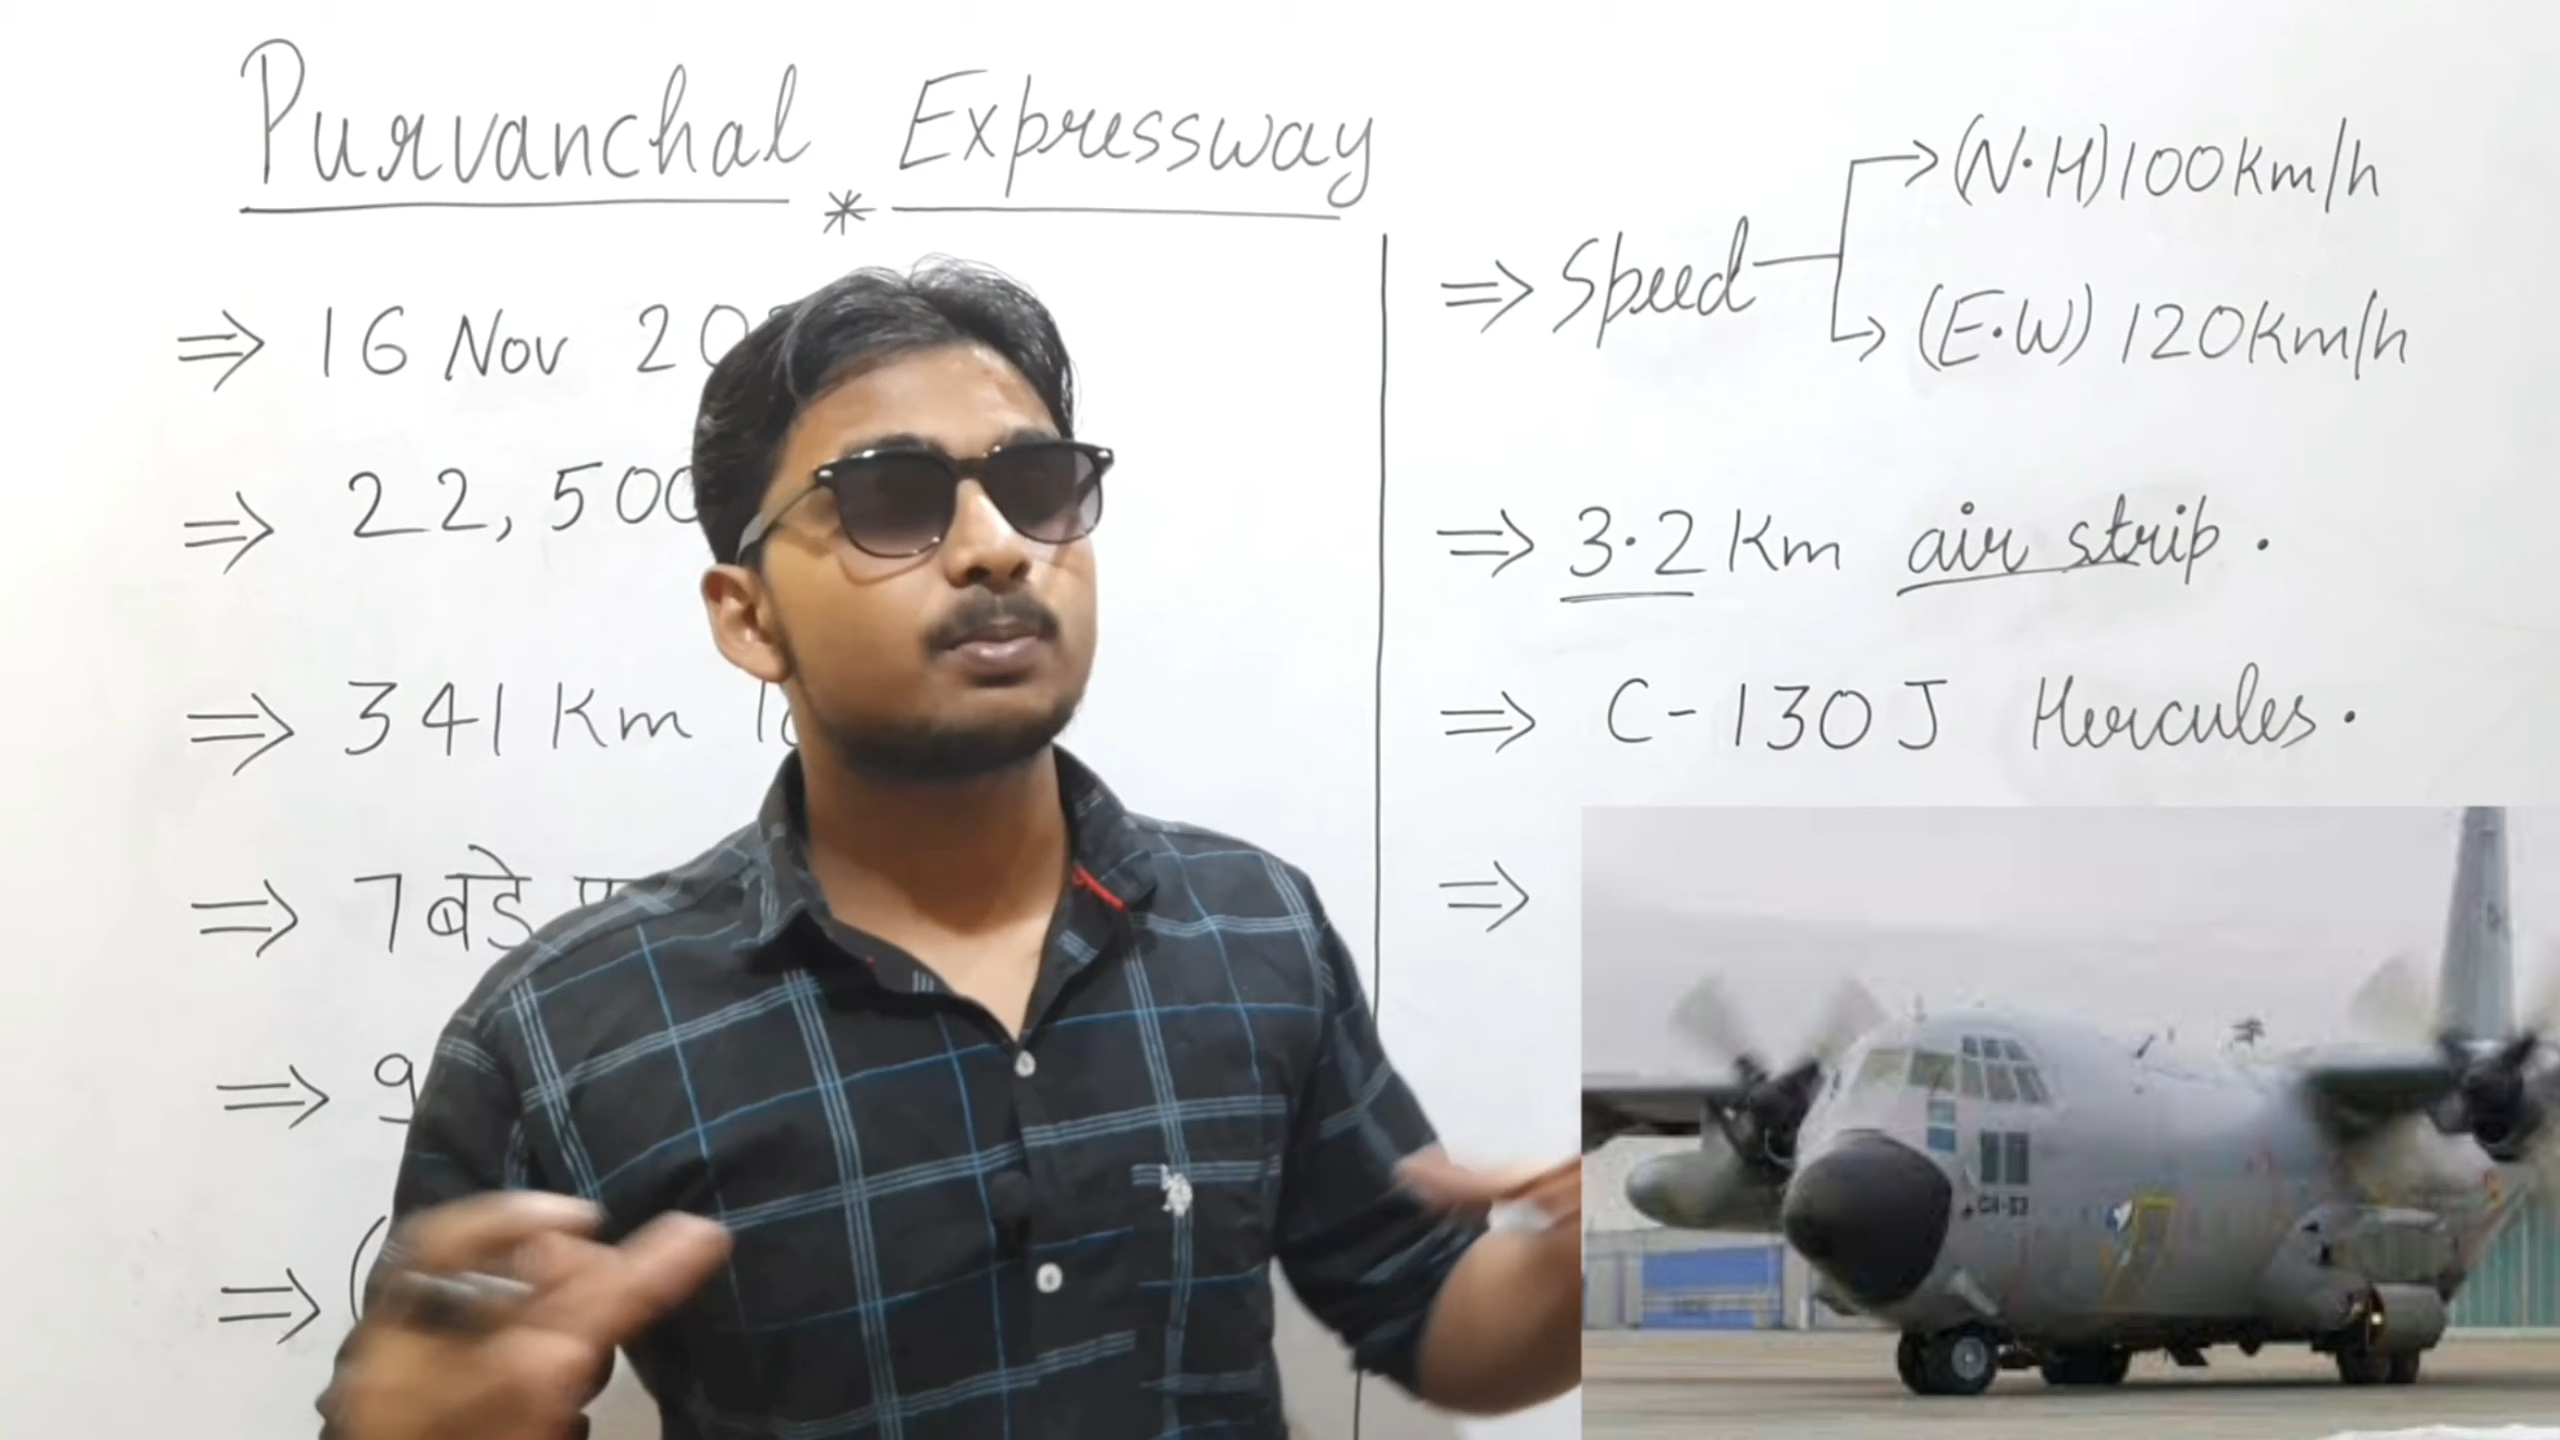 Purvanchal Expressway
*
⇒ 16 Nov
⇒ 22,500
⇒ 341 Km
⇒ 7 बडे
⇒ 9
⇒ (
⇒ Speed → (N.H) 100 Km/h
→ (E.W) 120 Km/h
⇒ 3.2 Km air strip.
⇒ C-130 J Hercules.
⇒